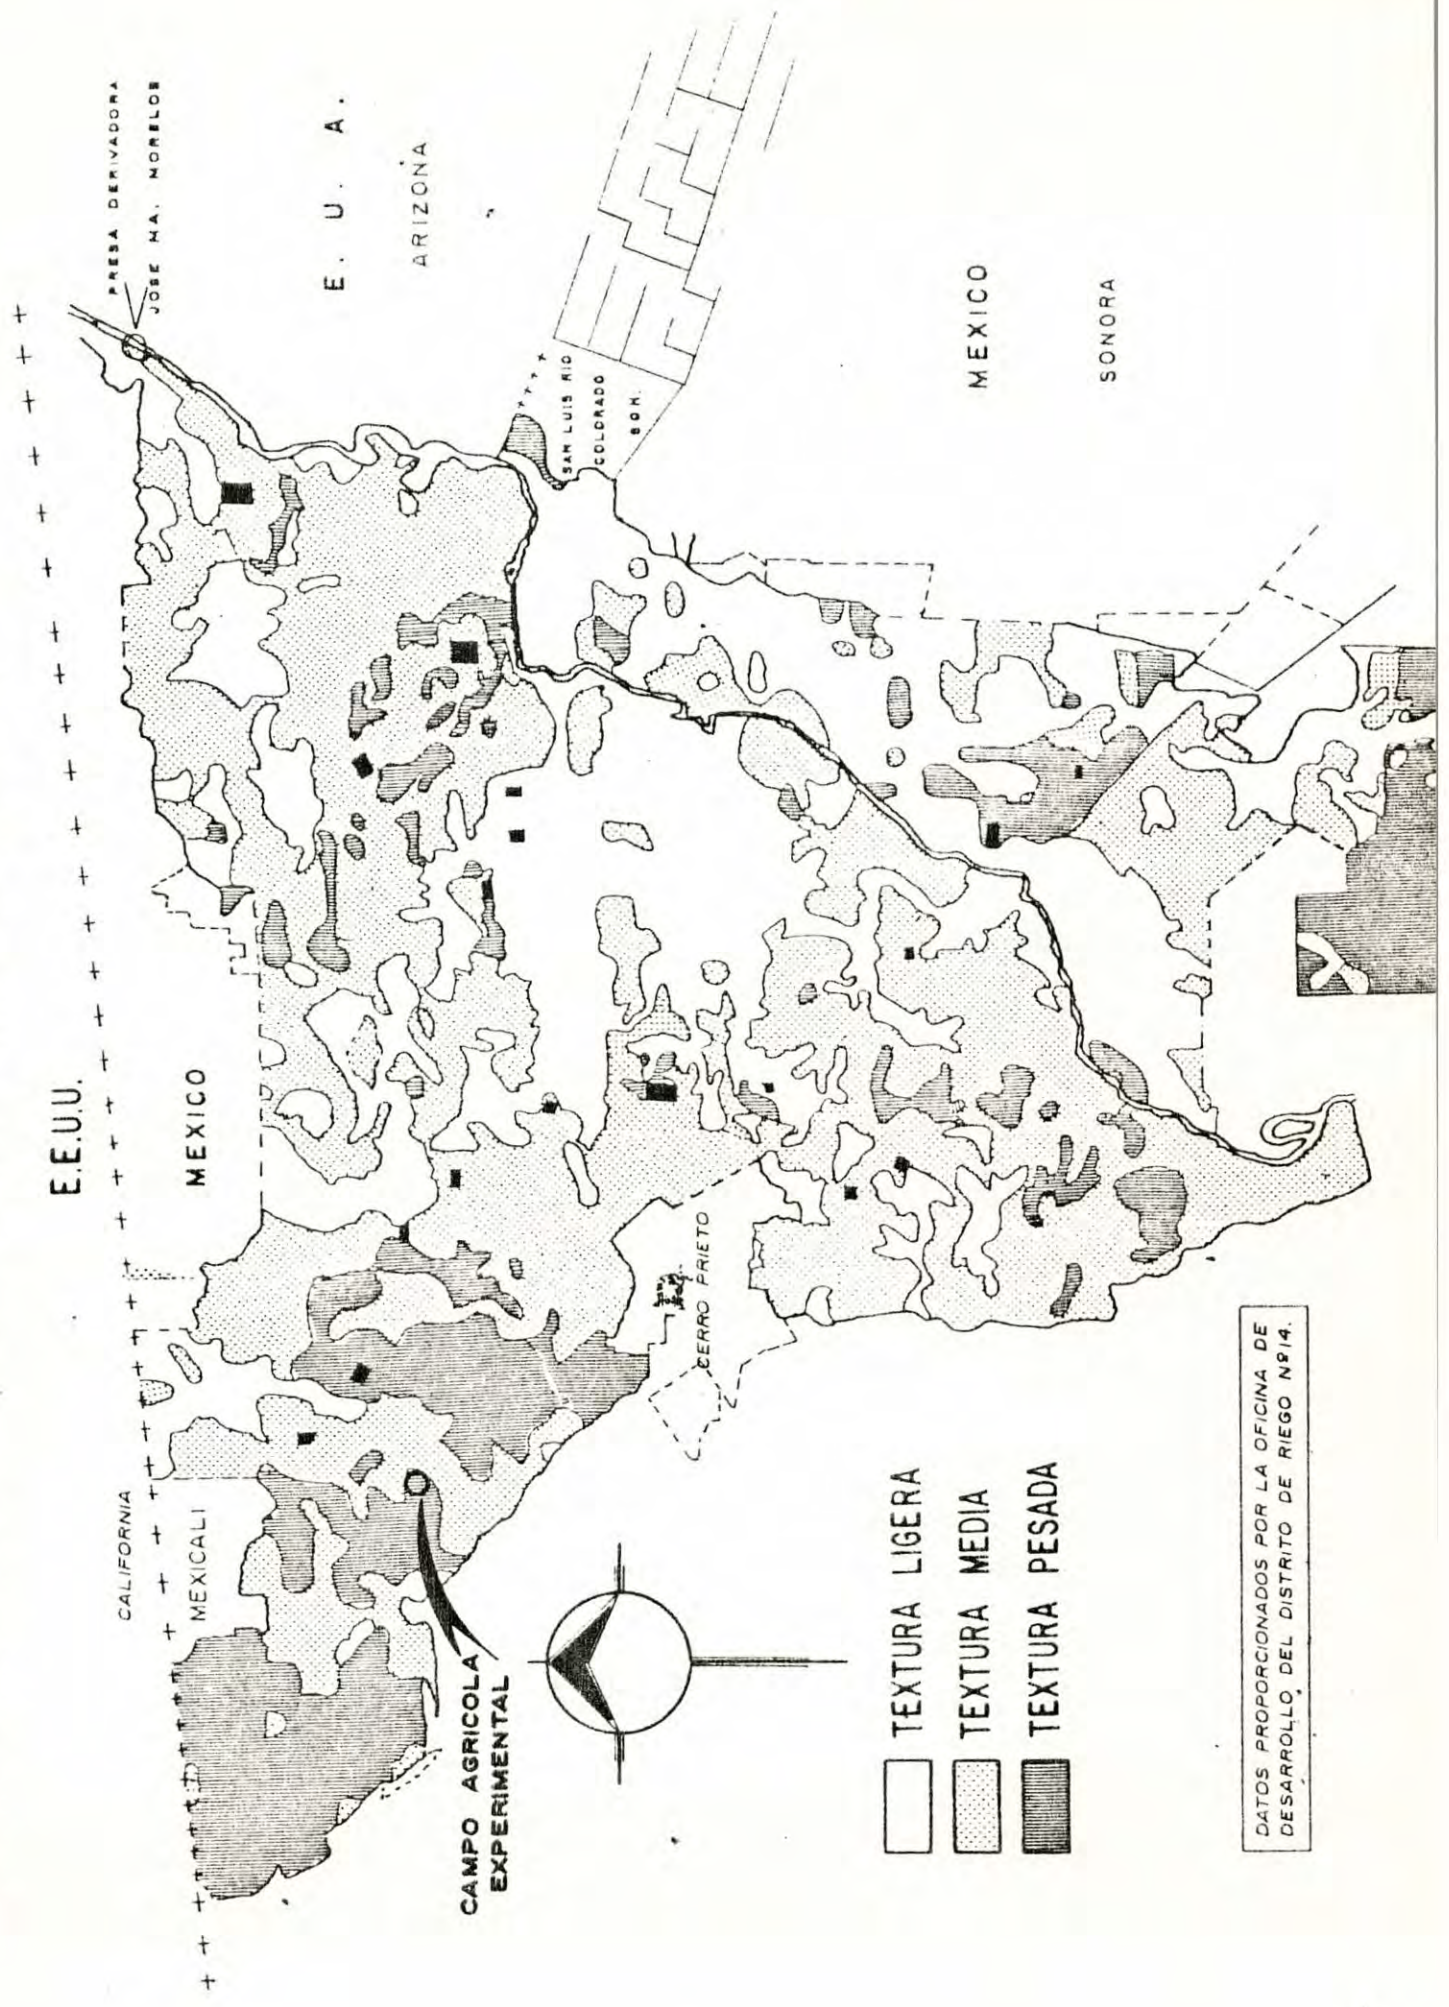 E.E.U.U.
MEXICO
CALIFORNIA
MEXICALI
PRESA DERIVADORA
JOSE MA. MORELOS
E. U. A.
ARIZONA
SAN LUIS RIO
COLORADO
SON.
MEXICO
SONORA
CERRO PRIETO
CAMPO AGRICOLA
EXPERIMENTAL
TEXTURA LIGERA
TEXTURA MEDIA
TEXTURA PESADA
DATOS PROPORCIONADOS POR LA OFICINA DE
DESARROLLO DEL DISTRITO DE RIEGO Nº14.